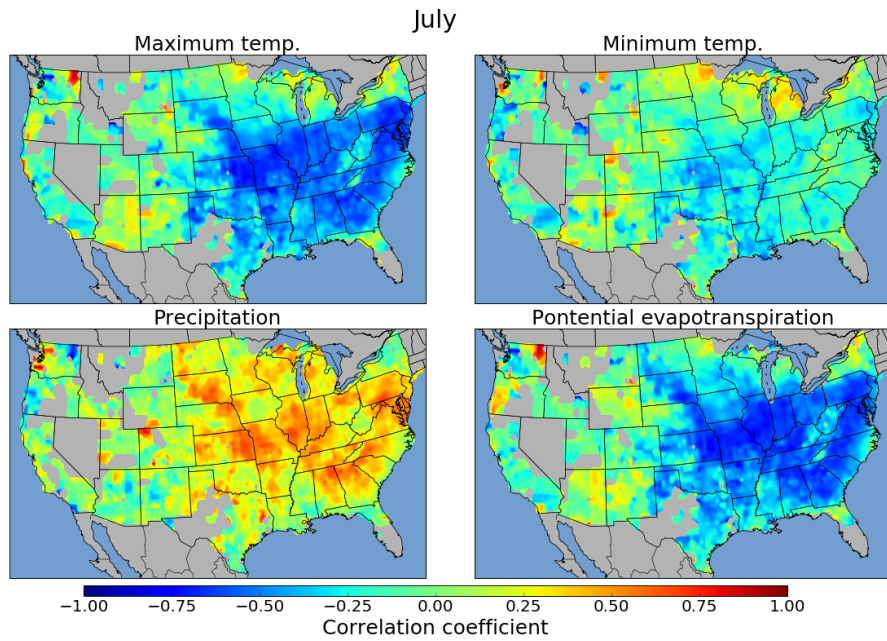 July
Maximum temp.
Minimum temp.
Precipitation
Pontential evapotranspiration
−1.00 −0.75 −0.50 −0.25 0.00 0.25 0.50 0.75 1.00
Correlation coefficient